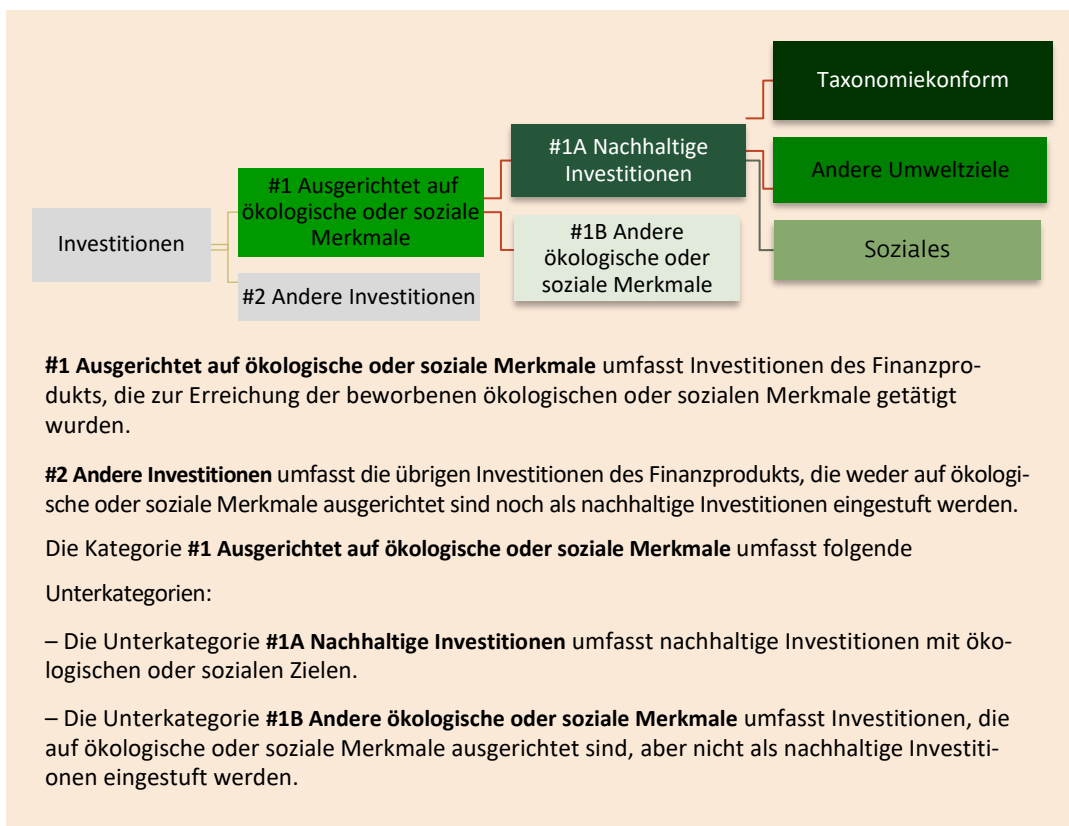 Investitionen
#1 Ausgerichtet auf
ökologische oder soziale
Merkmale
#2 Andere Investitionen
#1A Nachhaltige
Investitionen
#1B Andere
ökologische oder
soziale Merkmale
Taxonomiekonform
Andere Umweltziele
Soziales
#1 Ausgerichtet auf ökologische oder soziale Merkmale umfasst Investitionen des Finanzpro-
dukts, die zur Erreichung der beworbenen ökologischen oder sozialen Merkmale getätigt
wurden.
#2 Andere Investitionen umfasst die übrigen Investitionen des Finanzprodukts, die weder auf ökologi-
sche oder soziale Merkmale ausgerichtet sind noch als nachhaltige Investitionen eingestuft werden.
Die Kategorie #1 Ausgerichtet auf ökologische oder soziale Merkmale umfasst folgende
Unterkategorien:
– Die Unterkategorie #1A Nachhaltige Investitionen umfasst nachhaltige Investitionen mit öko-
logischen oder sozialen Zielen.
– Die Unterkategorie #1B Andere ökologische oder soziale Merkmale umfasst Investitionen, die
auf ökologische oder soziale Merkmale ausgerichtet sind, aber nicht als nachhaltige Investiti-
onen eingestuft werden.